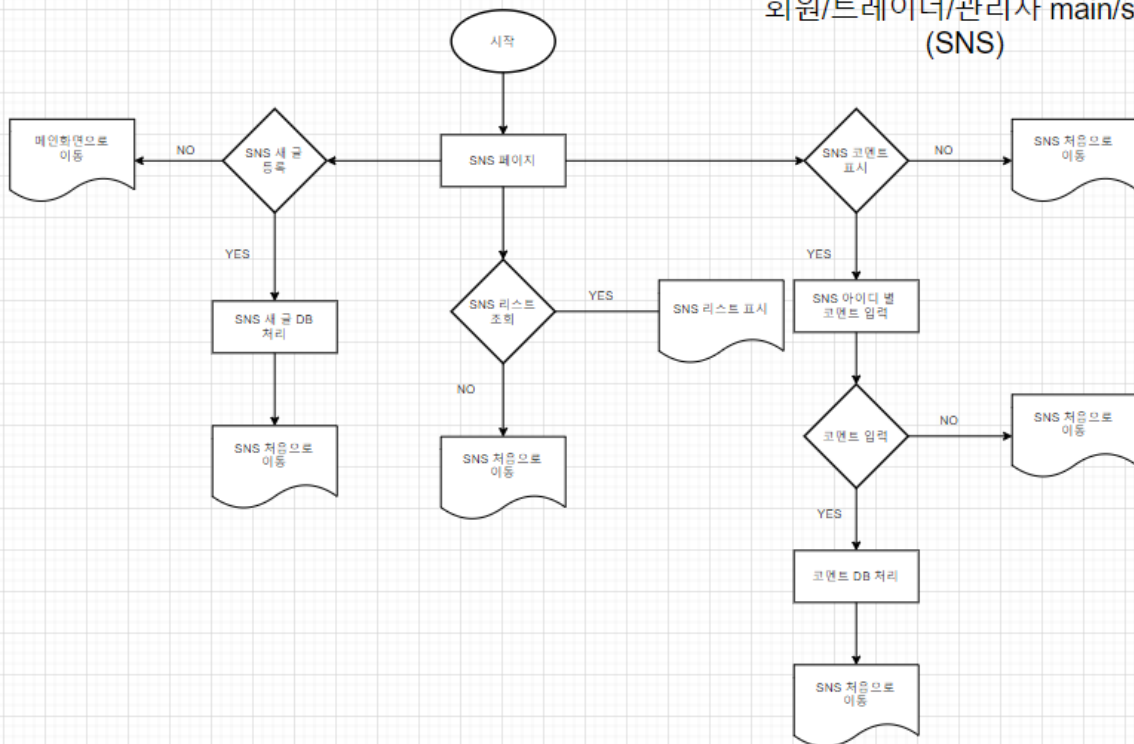 회원/트레이너/관리자 main/s
(SNS)
시작
메인화면으로
이동
NO
SNS 새 글
등록
SNS 페이지
SNS 코멘트
표시
NO
SNS 처음으로
이동
YES
YES
SNS 새 글 DB
처리
SNS 리스트
조회
YES
SNS 리스트 표시
SNS 아이디 별
코멘트 입력
NO
코멘트 입력
NO
SNS 처음으로
이동
SNS 처음으로
이동
SNS 처음으로
이동
YES
코멘트 DB 처리
SNS 처음으로
이동